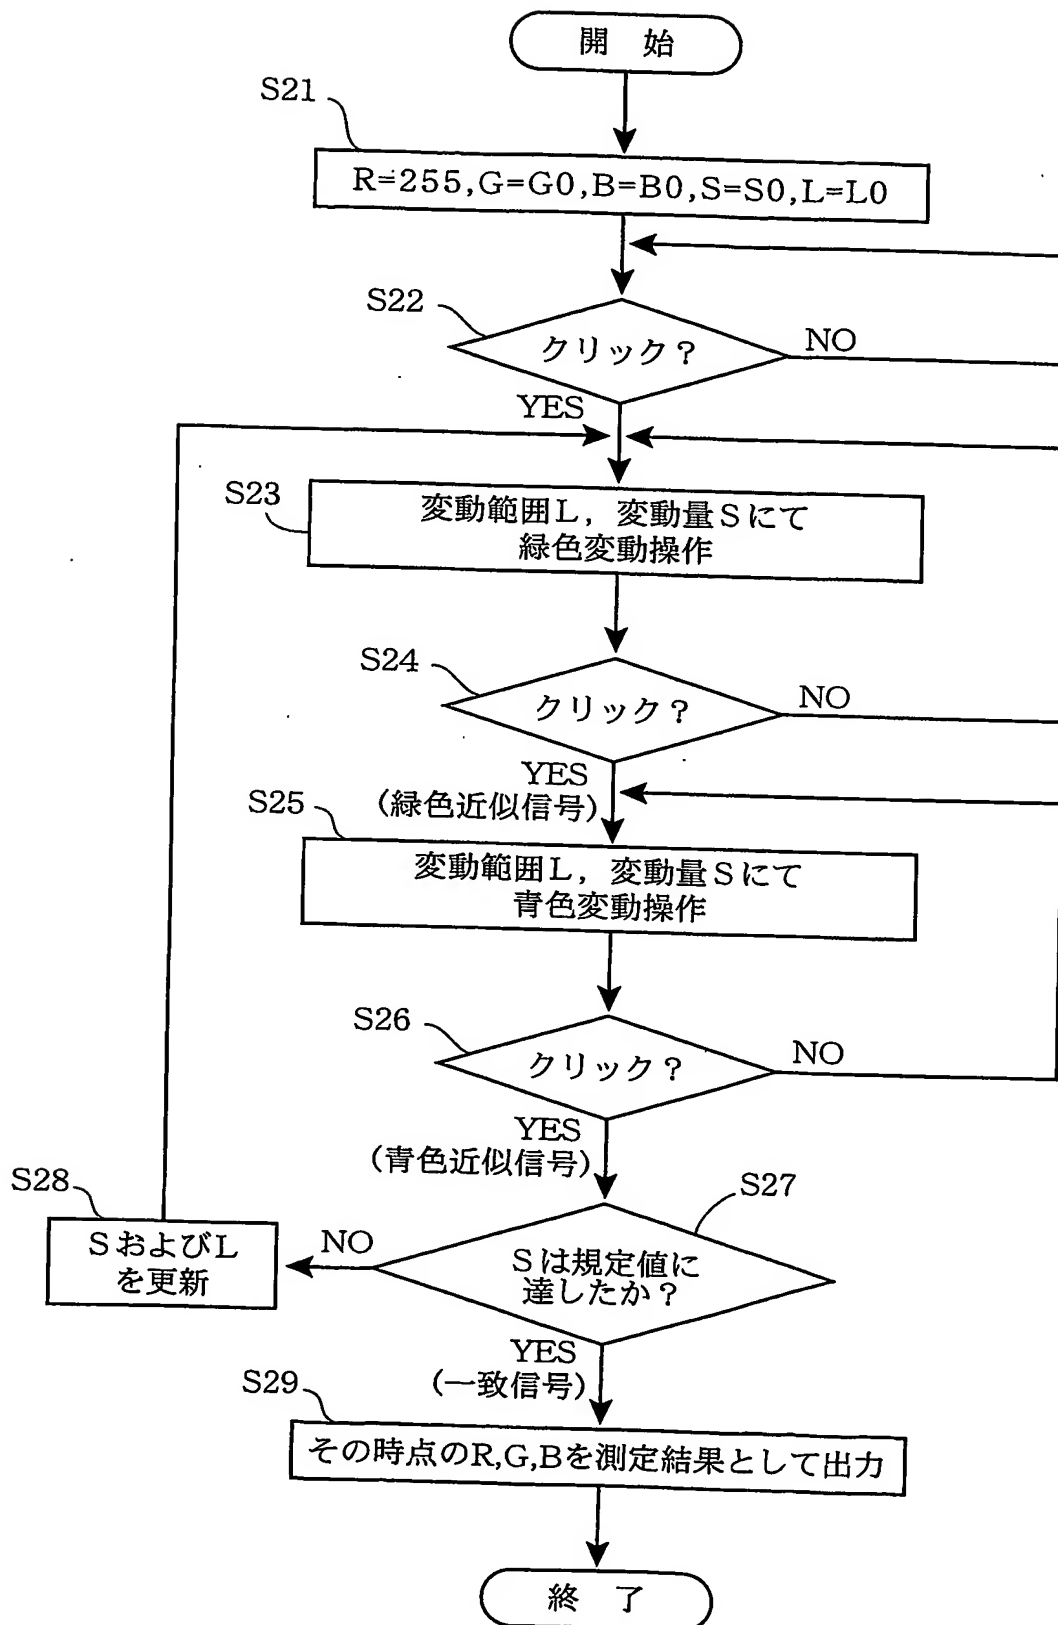 開 始
S21
R=255,G=G0,B=B0,S=S0,L=L0
S22
クリック？
NO
YES
S23
変動範囲L，変動量Sにて
緑色変動操作
S24
クリック？
NO
YES
(緑色近似信号)
S25
変動範囲L，変動量Sにて
青色変動操作
S26
クリック？
NO
YES
(青色近似信号)
S27
Sは規定値に
達したか？
NO
S28
SおよびL
を更新
YES
(一致信号)
S29
その時点のR,G,Bを測定結果として出力
終 了